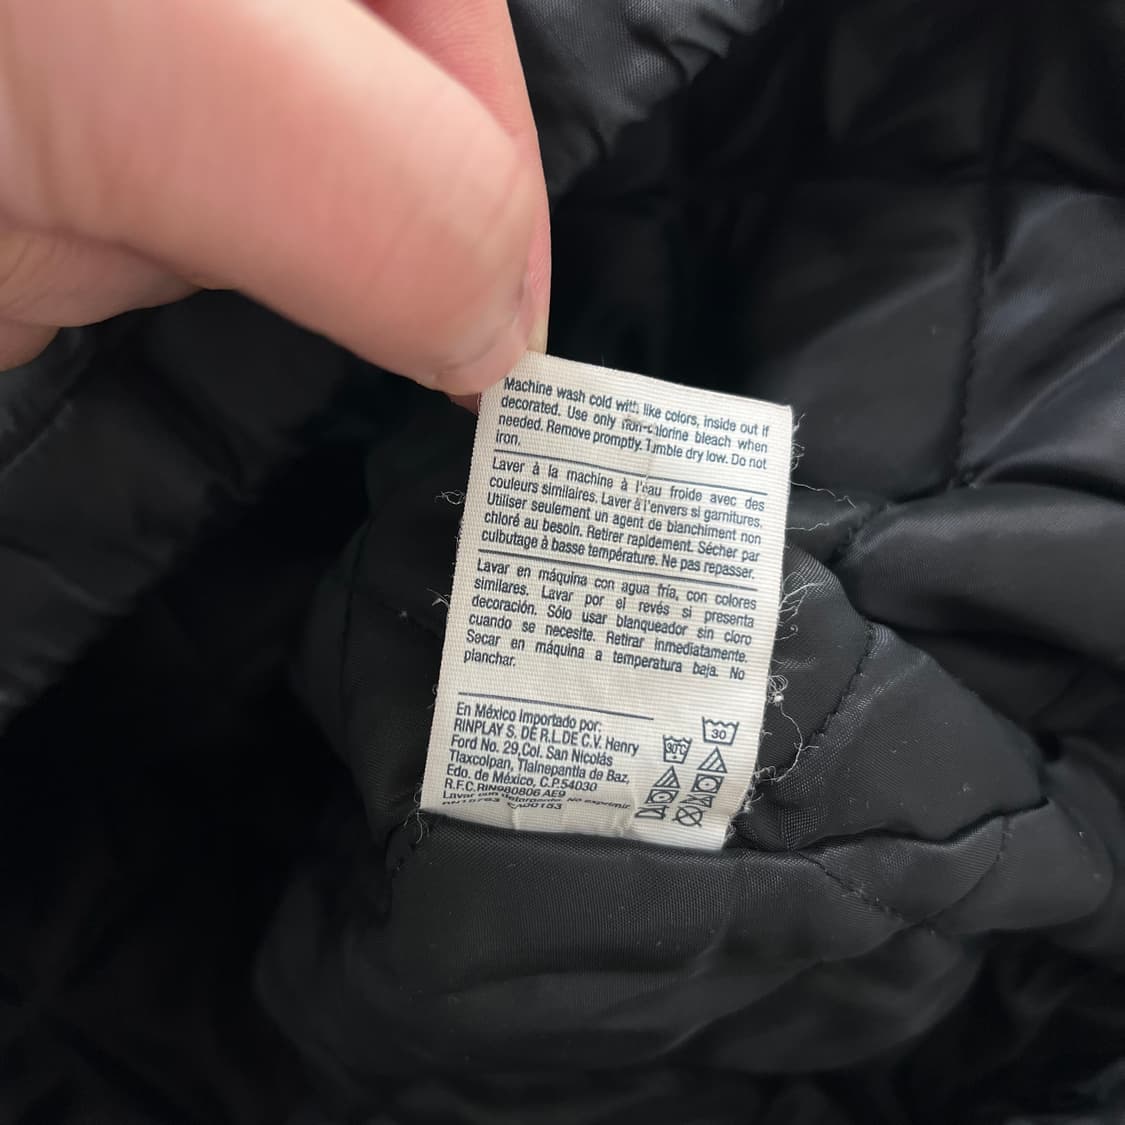 Machine wash cold with like colors, inside out if
decorated. Use only non-chlorine bleach when
needed. Remove promptly. Tumble dry low. Do not
iron.
Laver à la machine à l'eau froide avec des
couleurs similaires. Laver à l'envers si garnitures.
Utiliser seulement un agent de blanchiment non
chloré au besoin. Retirer rapidement. Sécher par
culbutage à basse température. Ne pas repasser.
Lavar en máquina con agua fría, con colores
similares. Lavar por el revés si presenta
decoración. Sólo usar blanqueador sin cloro
cuando se necesite. Retirar inmediatamente.
Secar en máquina a temperatura baja. No
planchar.
En México Importado por:
RINPLAY S. DE R.L.DE C.V. Henry
Ford No. 29,Col. San Nicolás
Tlaxcolpan, Tlalnepantla de Baz,
Edo. de México, C.P.54030
R.F.C.RIN980806 AE9
Lavar con detergente. No exprimir
CA00153
30
30°C